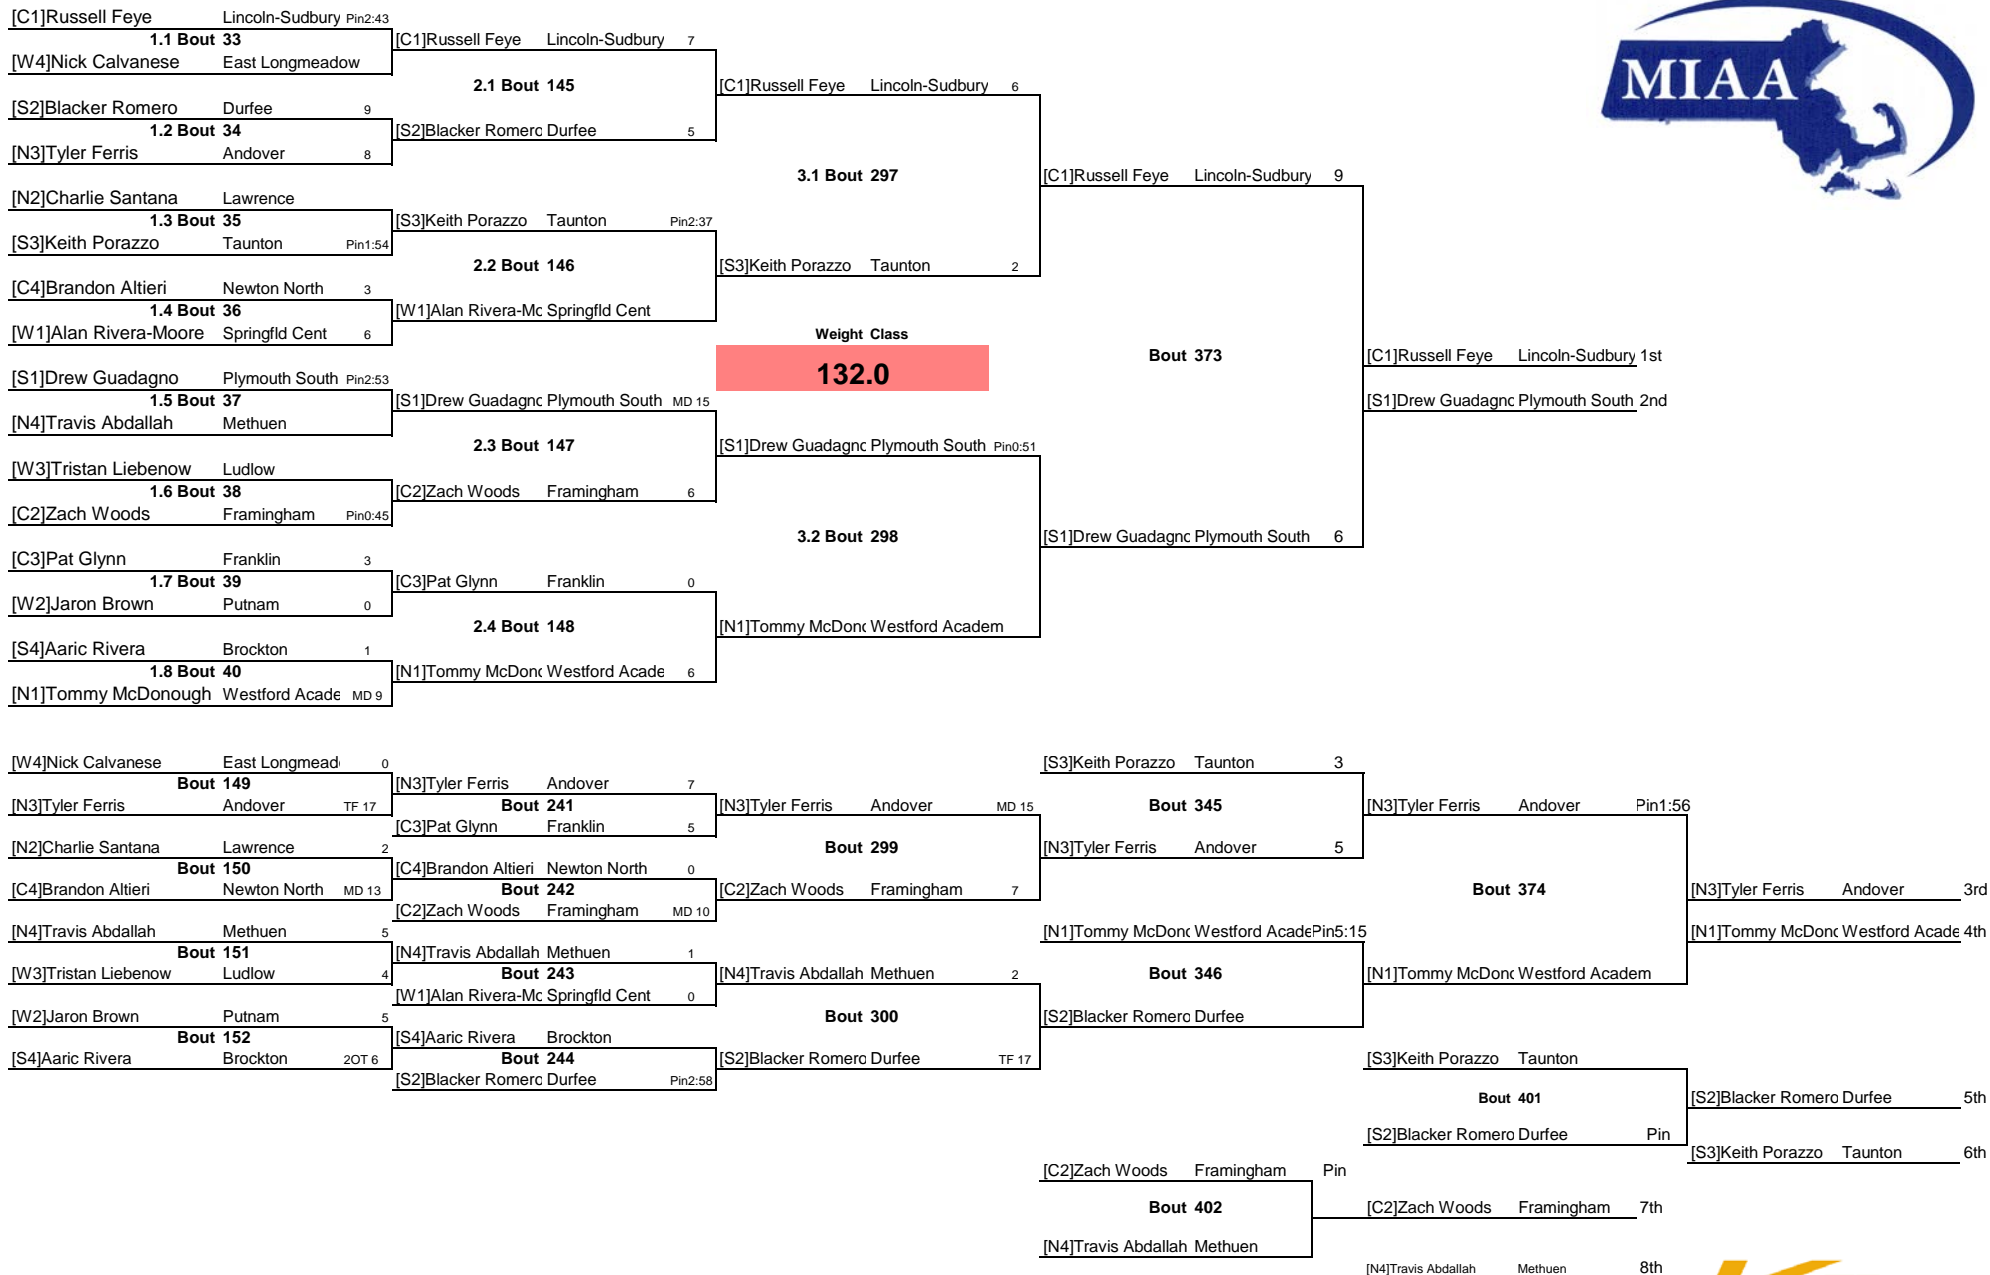 [C1]Russell Feye Lincoln-Sudbury Pin2:43
1.1 Bout 33
[W4]Nick Calvanese East Longmeadow
[S2]Blacker Romero Durfee 9
1.2 Bout 34
[N3]Tyler Ferris Andover 8
[N2]Charlie Santana Lawrence
1.3 Bout 35
[S3]Keith Porazzo Taunton Pin1:54
[C4]Brandon Altieri Newton North 3
1.4 Bout 36
[W1]Alan Rivera-Moore Springfld Cent 6
[S1]Drew Guadagno Plymouth South Pin2:53
1.5 Bout 37
[N4]Travis Abdallah Methuen
[W3]Tristan Liebenow Ludlow
1.6 Bout 38
[C2]Zach Woods Framingham Pin0:45
[C3]Pat Glynn Franklin 3
1.7 Bout 39
[W2]Jaron Brown Putnam 0
[S4]Aaric Rivera Brockton 1
1.8 Bout 40
[N1]Tommy McDonough Westford Acade MD 9
[C1]Russell Feye Lincoln-Sudbury 7
2.1 Bout 145
[S2]Blacker Romero Durfee 5
[S3]Keith Porazzo Taunton Pin2:37
2.2 Bout 146
[W1]Alan Rivera-Mc Springfld Cent
[S1]Drew Guadagnc Plymouth South MD 15
2.3 Bout 147
[C2]Zach Woods Framingham 6
[C3]Pat Glynn Franklin 0
2.4 Bout 148
[N1]Tommy McDonc Westford Acade 6
[C1]Russell Feye Lincoln-Sudbury 6
3.1 Bout 297
[S3]Keith Porazzo Taunton 2
Weight Class
132.0
[S1]Drew Guadagnc Plymouth South Pin0:51
3.2 Bout 298
[N1]Tommy McDonc Westford Academ
[C1]Russell Feye Lincoln-Sudbury 9
Bout 373
[S1]Drew Guadagnc Plymouth South 6
[C1]Russell Feye Lincoln-Sudbury 1st
[S1]Drew Guadagnc Plymouth South 2nd
MIAA
[W4]Nick Calvanese East Longmead 0
Bout 149
[N3]Tyler Ferris Andover TF 17
[N2]Charlie Santana Lawrence 2
Bout 150
[C4]Brandon Altieri Newton North MD 13
[N4]Travis Abdallah Methuen 5
Bout 151
[W3]Tristan Liebenow Ludlow 4
[W2]Jaron Brown Putnam 5
Bout 152
[S4]Aaric Rivera Brockton 2OT 6
[N3]Tyler Ferris Andover 7
Bout 241
[C3]Pat Glynn Franklin 5
[C4]Brandon Altieri Newton North 0
Bout 242
[C2]Zach Woods Framingham MD 10
[N4]Travis Abdallah Methuen 1
Bout 243
[W1]Alan Rivera-Mc Springfld Cent 0
[S4]Aaric Rivera Brockton
Bout 244
[S2]Blacker Romero Durfee Pin2:58
[N3]Tyler Ferris Andover MD 15
Bout 299
[C2]Zach Woods Framingham 7
[N4]Travis Abdallah Methuen 2
Bout 300
[S2]Blacker Romero Durfee TF 17
[S3]Keith Porazzo Taunton 3
Bout 345
[N3]Tyler Ferris Andover 5
[N1]Tommy McDonc Westford Acade Pin5:15
Bout 346
[S2]Blacker Romero Durfee
[N3]Tyler Ferris Andover Pin1:56
Bout 374
[N1]Tommy McDonc Westford Academ
[N3]Tyler Ferris Andover 3rd
[N1]Tommy McDonc Westford Acade 4th
[S3]Keith Porazzo Taunton
Bout 401
[S2]Blacker Romero Durfee Pin
[S2]Blacker Romero Durfee 5th
[S3]Keith Porazzo Taunton 6th
[C2]Zach Woods Framingham Pin
Bout 402
[N4]Travis Abdallah Methuen
[C2]Zach Woods Framingham 7th
[N4]Travis Abdallah Methuen 8th